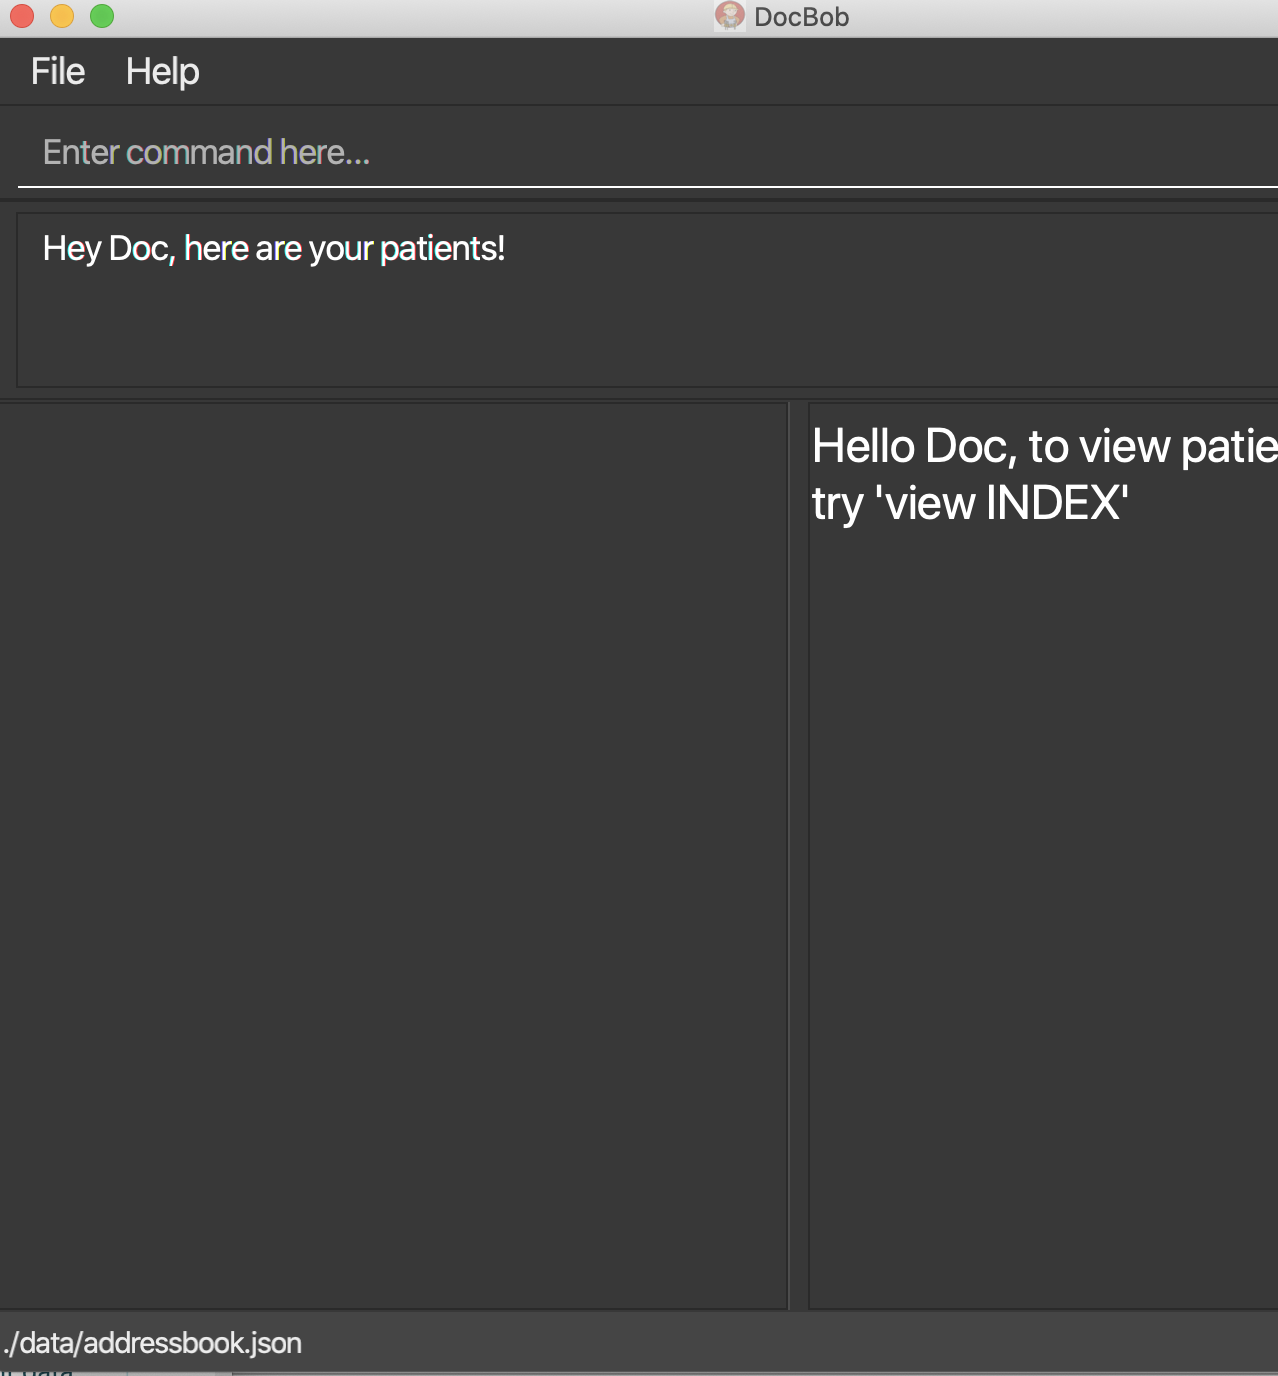 DocBob
File Help
Enter command here...
Hey Doc, here are your patients!
Hello Doc, to view patie
try 'view INDEX'
./data/addressbook.json